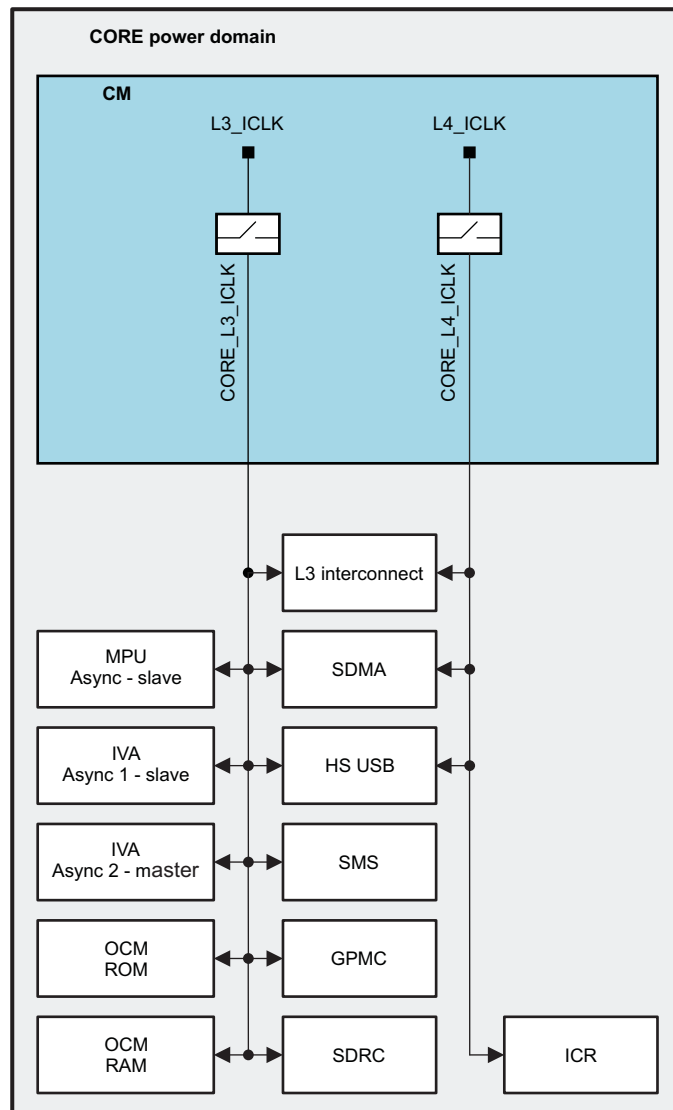 CORE power domain
CM
L3_ICLK
L4_ICLK
CORE_L3_ICLK
CORE_L4_ICLK
L3 interconnect
MPU
Async - slave
SDMA
IVA
Async 1 - slave
HS USB
IVA
Async 2 - master
SMS
OCM
ROM
GPMC
OCM
RAM
SDRC
ICR